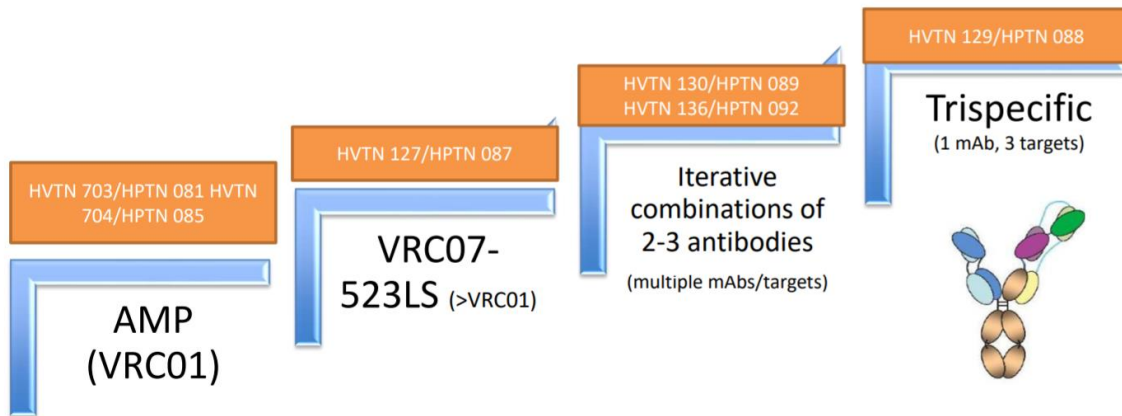 HVTN 703/HPTN 081 HVTN
704/HPTN 085
AMP
(VRC01)
HVTN 127/HPTN 087
VRC07-
523LS (>VRC01)
HVTN 130/HPTN 089
HVTN 136/HPTN 092
Iterative
combinations of
2-3 antibodies
(multiple mAbs/targets)
HVTN 129/HPTN 088
Trispecific
(1 mAb, 3 targets)